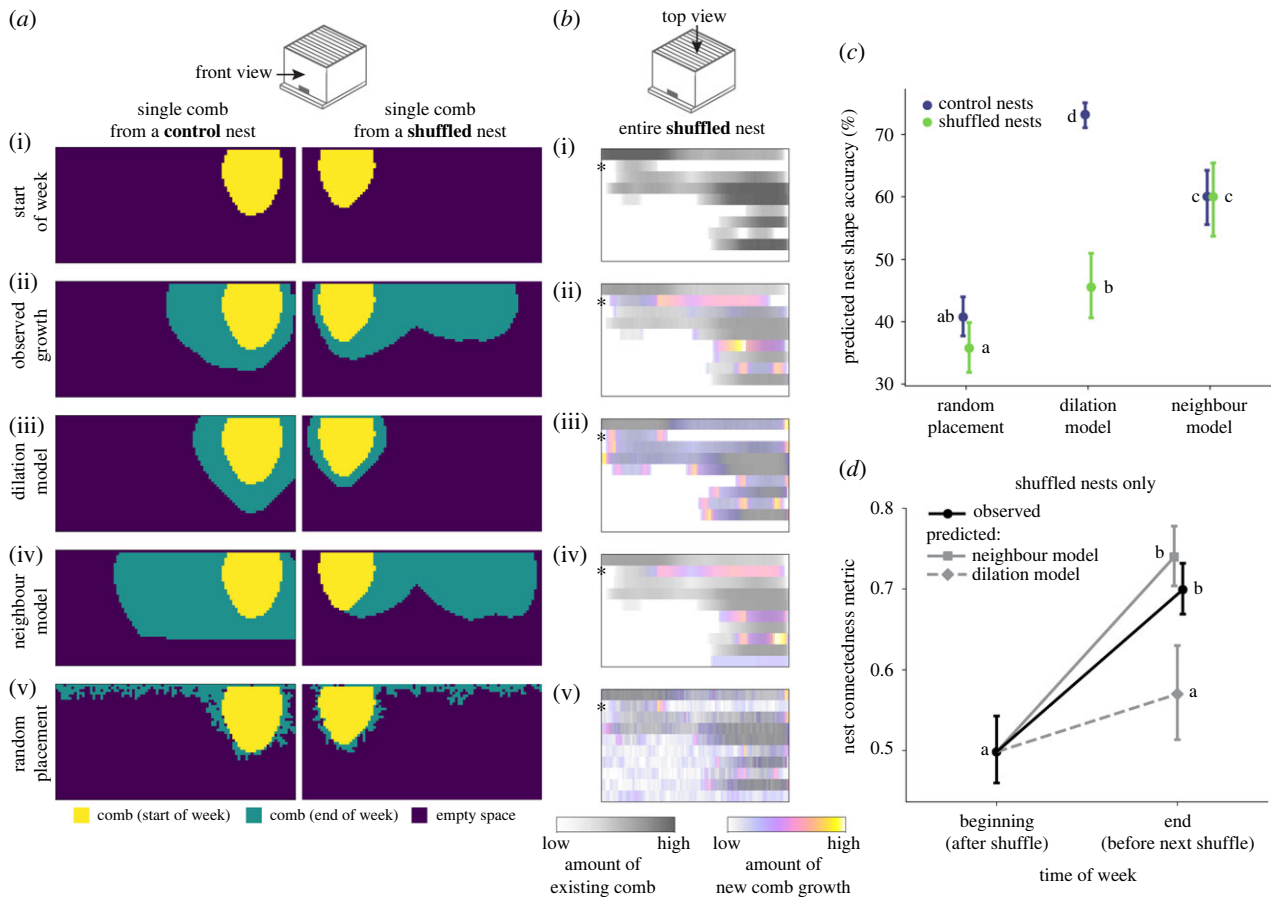 (a)
front view
single comb
from a control nest
single comb
from a shuffled nest
(i)
start
of week
(ii)
observed
growth
(iii)
dilation
model
(iv)
neighbour
model
(v)
random
placement
comb (start of week)
comb (end of week)
empty space
(b)
top view
entire shuffled nest
(i)
*
(ii)
*
(iii)
*
(iv)
*
(v)
*
low
high
amount of
existing comb
low
high
amount of
new comb growth
(c)
control nests
shuffled nests
predicted nest shape accuracy (%)
70
60
50
40
30
ab
a
d
b
c
c
random
placement
dilation
model
neighbour
model
(d)
shuffled nests only
observed
predicted:
neighbour model
dilation model
nest connectedness metric
0.8
0.7
0.6
0.5
a
b
b
a
beginning
(after shuffle)
end
(before next shuffle)
time of week